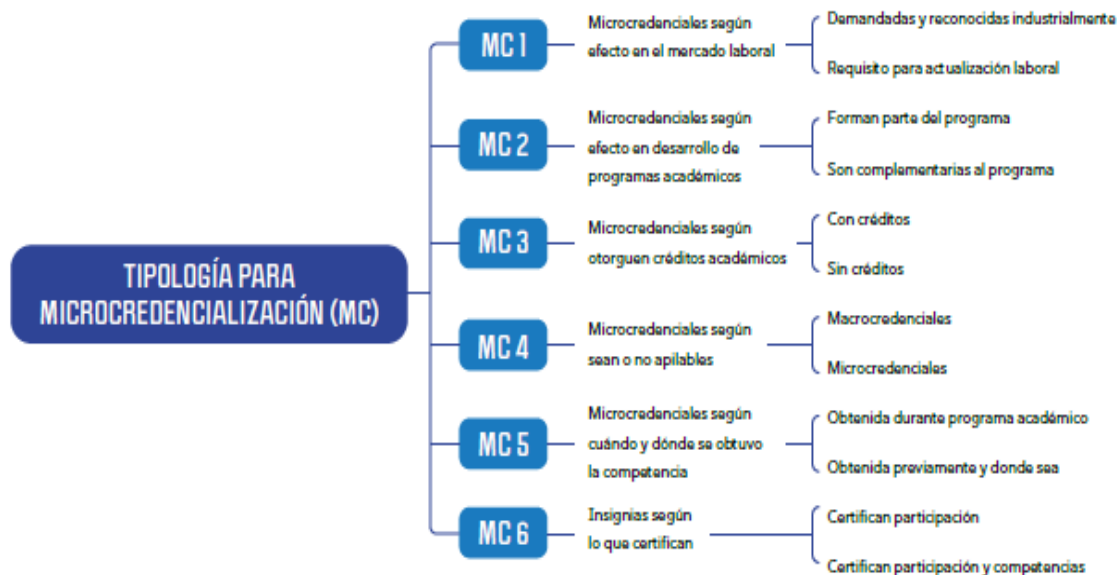 TIPOLOGÍA PARA
MICROCREDENCIALIZACIÓN (MC)
MC 1
Microcredenciales según
efecto en el mercado laboral
Demandadas y reconocidas industrialmente
Requisito para actualización laboral
MC 2
Microcredenciales según
efecto en desarrollo de
programas académicos
Forman parte del programa
Son complementarias al programa
MC 3
Microcredenciales según
otorguen créditos académicos
Con créditos
Sin créditos
MC 4
Microcredenciales según
sean o no apilables
Macrocredenciales
Microcredenciales
MC 5
Microcredenciales según
cuándo y dónde se obtuvo
la competencia
Obtenida durante programa académico
Obtenida previamente y donde sea
MC 6
Insignias según
lo que certifican
Certifican participación
Certifican participación y competencias